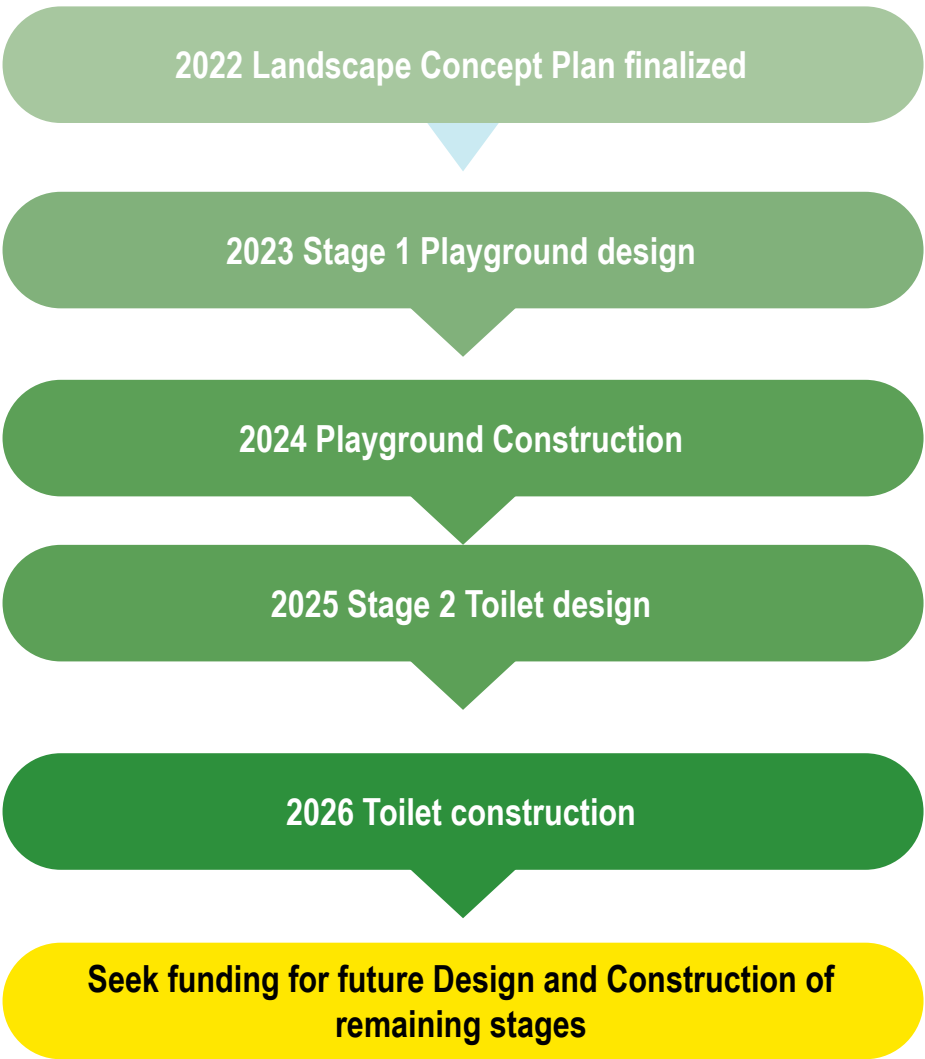 2022 Landscape Concept Plan finalized
2023 Stage 1 Playground design
2024 Playground Construction
2025 Stage 2 Toilet design
2026 Toilet construction
Seek funding for future Design and Construction of
remaining stages